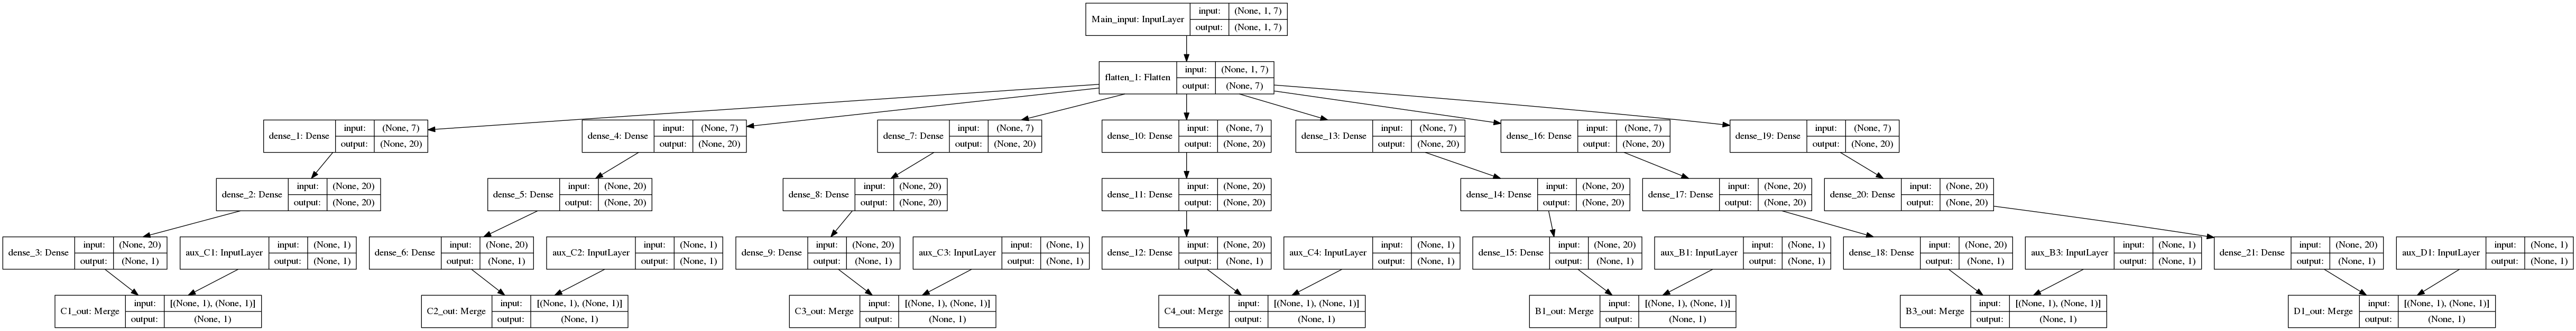 Main_input: InputLayer input: (None, 1, 7)
output: (None, 1, 7)
flatten_1: Flatten input: (None, 1, 7)
output: (None, 7)
dense_1: Dense input: (None, 7)
output: (None, 20)
dense_4: Dense input: (None, 7)
output: (None, 20)
dense_7: Dense input: (None, 7)
output: (None, 20)
dense_10: Dense input: (None, 7)
output: (None, 20)
dense_13: Dense input: (None, 7)
output: (None, 20)
dense_16: Dense input: (None, 7)
output: (None, 20)
dense_19: Dense input: (None, 7)
output: (None, 20)
dense_2: Dense input: (None, 20)
output: (None, 20)
dense_5: Dense input: (None, 20)
output: (None, 20)
dense_8: Dense input: (None, 20)
output: (None, 20)
dense_11: Dense input: (None, 20)
output: (None, 20)
dense_14: Dense input: (None, 20)
output: (None, 20)
dense_17: Dense input: (None, 20)
output: (None, 20)
dense_20: Dense input: (None, 20)
output: (None, 20)
dense_3: Dense input: (None, 20)
output: (None, 1)
aux_C1: InputLayer input: (None, 1)
output: (None, 1)
dense_6: Dense input: (None, 20)
output: (None, 1)
aux_C2: InputLayer input: (None, 1)
output: (None, 1)
dense_9: Dense input: (None, 20)
output: (None, 1)
aux_C3: InputLayer input: (None, 1)
output: (None, 1)
dense_12: Dense input: (None, 20)
output: (None, 1)
aux_C4: InputLayer input: (None, 1)
output: (None, 1)
dense_15: Dense input: (None, 20)
output: (None, 1)
aux_B1: InputLayer input: (None, 1)
output: (None, 1)
dense_18: Dense input: (None, 20)
output: (None, 1)
aux_B3: InputLayer input: (None, 1)
output: (None, 1)
dense_21: Dense input: (None, 20)
output: (None, 1)
aux_D1: InputLayer input: (None, 1)
output: (None, 1)
C1_out: Merge input: [(None, 1), (None, 1)]
output: (None, 1)
C2_out: Merge input: [(None, 1), (None, 1)]
output: (None, 1)
C3_out: Merge input: [(None, 1), (None, 1)]
output: (None, 1)
C4_out: Merge input: [(None, 1), (None, 1)]
output: (None, 1)
B1_out: Merge input: [(None, 1), (None, 1)]
output: (None, 1)
B3_out: Merge input: [(None, 1), (None, 1)]
output: (None, 1)
D1_out: Merge input: [(None, 1), (None, 1)]
output: (None, 1)